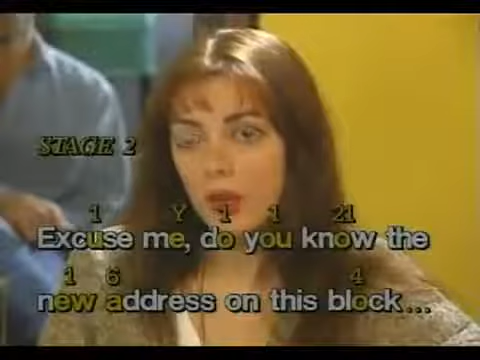 STAGE 2
1 Y 1 1 21
Excuse me, do you know the
1 6 4
new address on this block...